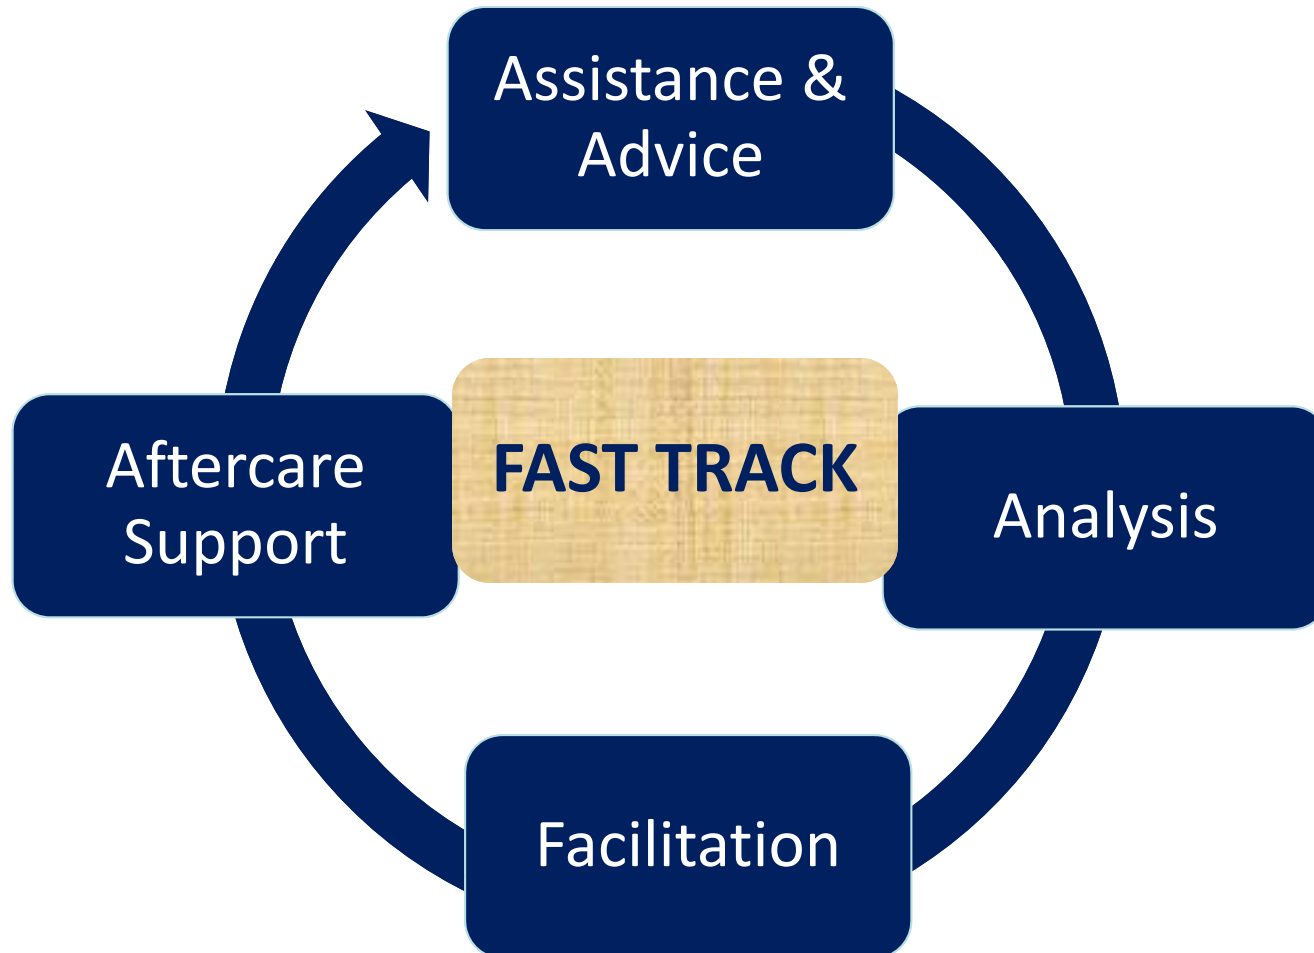 Assistance &
Advice
FAST TRACK
Aftercare
Support
Analysis
Facilitation